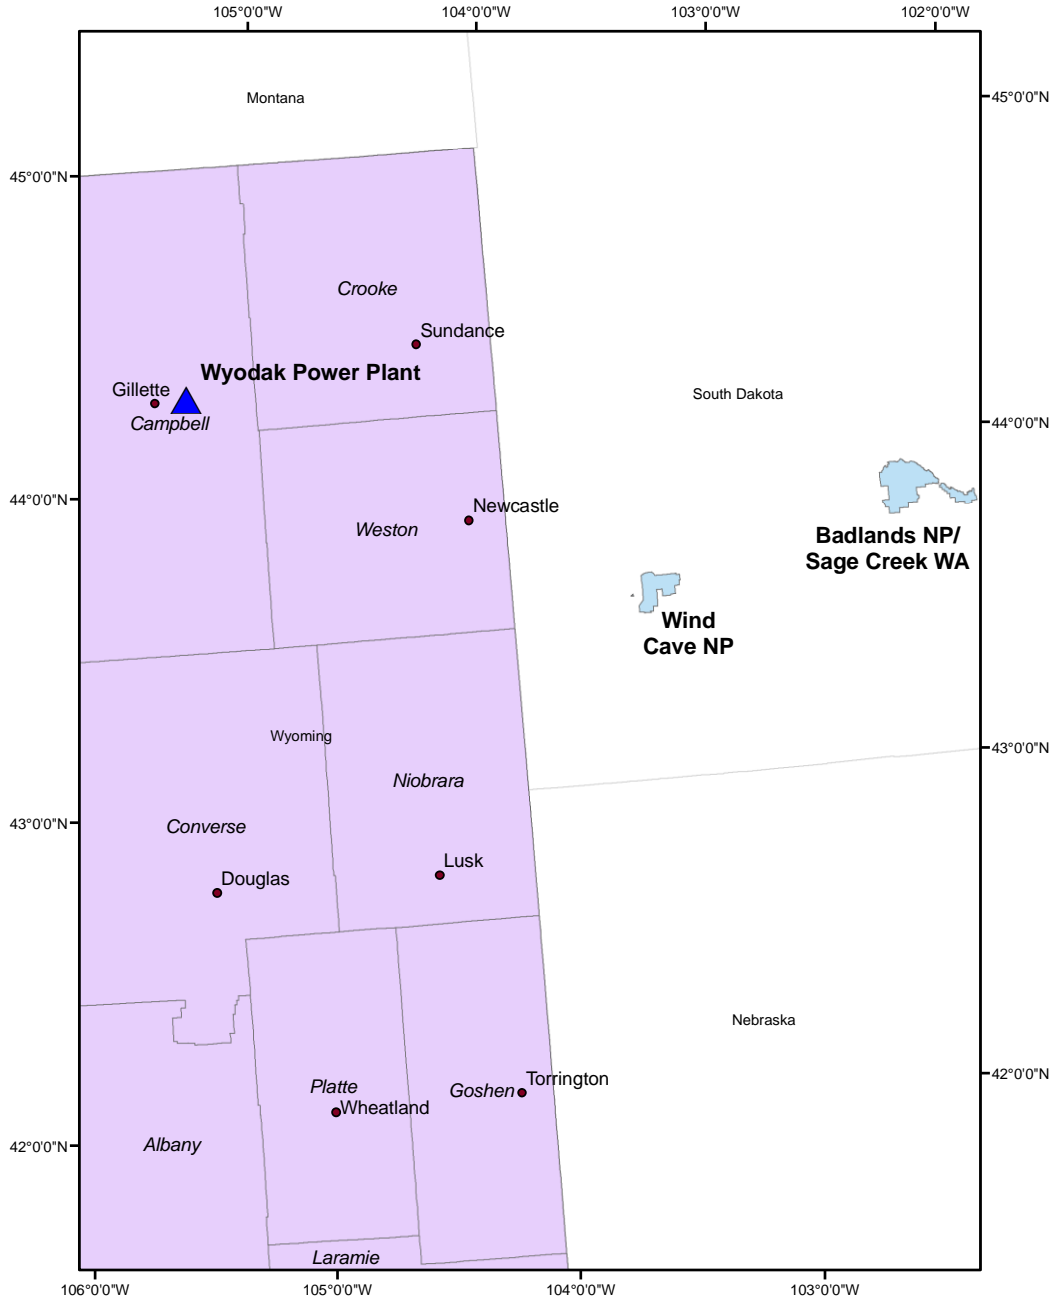 105°0'0"W
104°0'0"W
103°0'0"W
102°0'0"W
Montana
45°0'0"N
45°0'0"N
Crooke
Sundance
Wyodak Power Plant
Gillette
Campbell
South Dakota
44°0'0"N
44°0'0"N
Newcastle
Weston
Badlands NP/
Sage Creek WA
Wind
Cave NP
Wyoming
43°0'0"N
Niobrara
43°0'0"N
Converse
Lusk
Douglas
Nebraska
42°0'0"N
Torrington
Platte
Goshen
Wheatland
42°0'0"N
Albany
Laramie
106°0'0"W
105°0'0"W
104°0'0"W
103°0'0"W